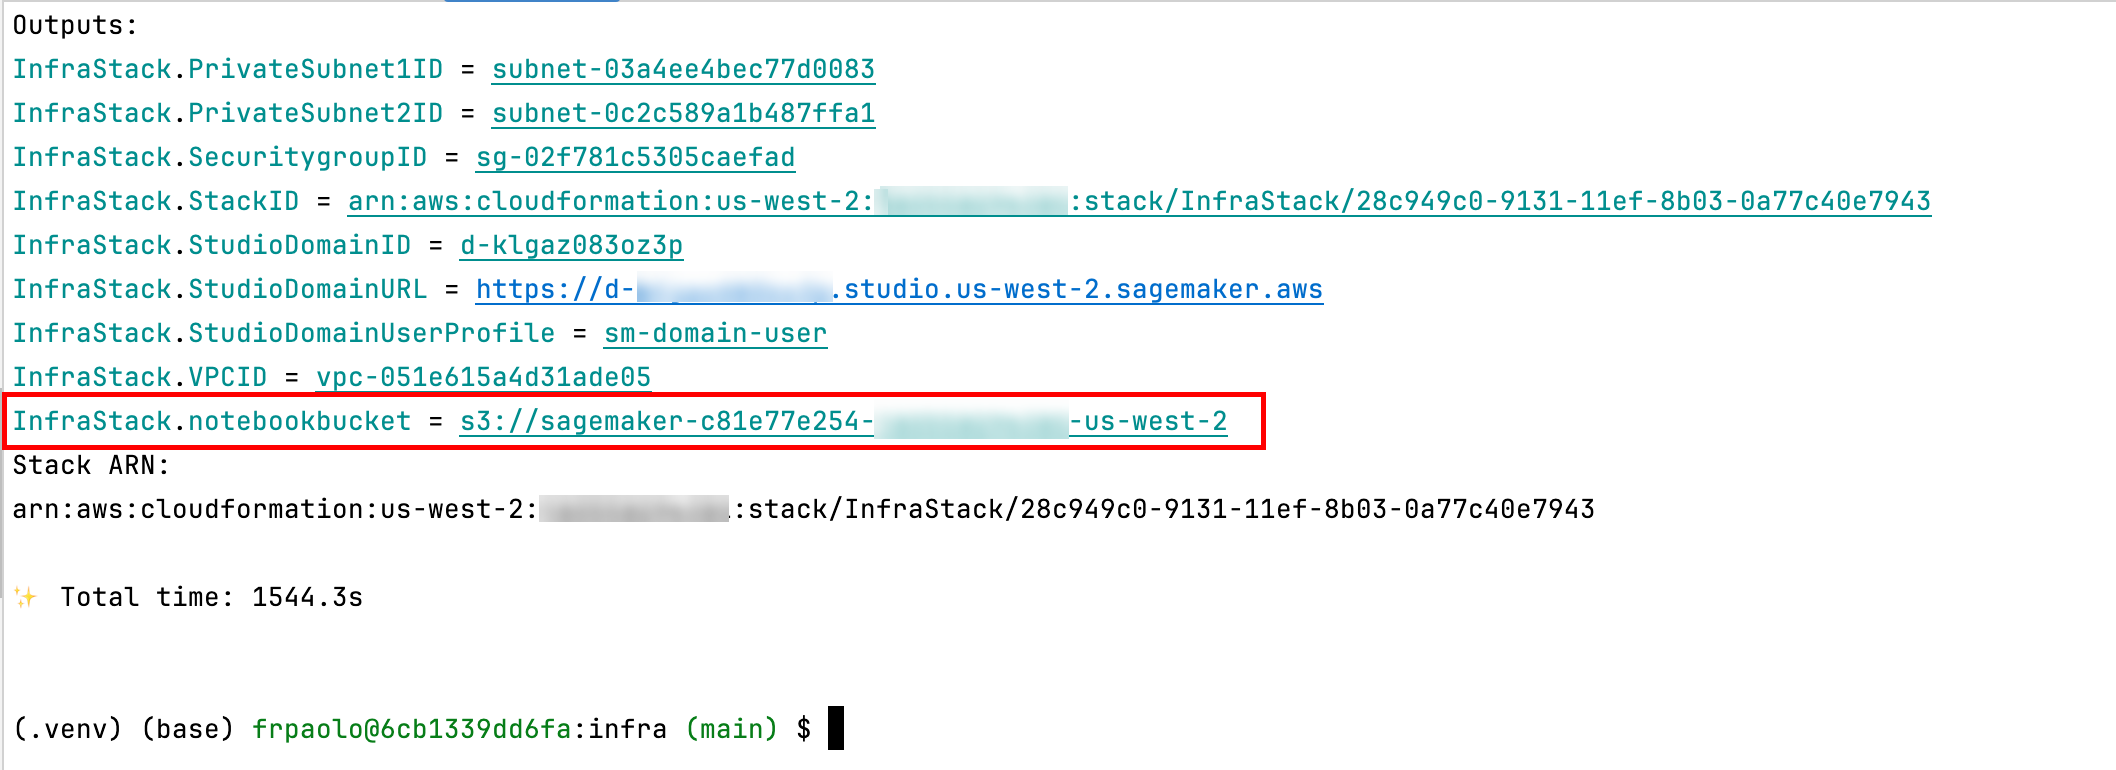 Outputs:
InfraStack.PrivateSubnet1ID = subnet-03a4ee4bec77d0083
InfraStack.PrivateSubnet2ID = subnet-0c2c589a1b487ffa1
InfraStack.SecuritygroupID = sg-02f781c5305caefad
InfraStack.StackID = arn:aws:cloudformation:us-west-2: :stack/InfraStack/28c949c0-9131-11ef-8b03-0a77c40e7943
InfraStack.StudioDomainID = d-klgaz083oz3p
InfraStack.StudioDomainURL = https://d- .studio.us-west-2.sagemaker.aws
InfraStack.StudioDomainUserProfile = sm-domain-user
InfraStack.VPCID = vpc-051e615a4d31ade05
InfraStack.notebookbucket = s3://sagemaker-c81e77e254- -us-west-2
Stack ARN:
arn:aws:cloudformation:us-west-2: :stack/InfraStack/28c949c0-9131-11ef-8b03-0a77c40e7943
✨ Total time: 1544.3s
(.venv) (base) frpaolo@6cb1339dd6fa:infra (main) $